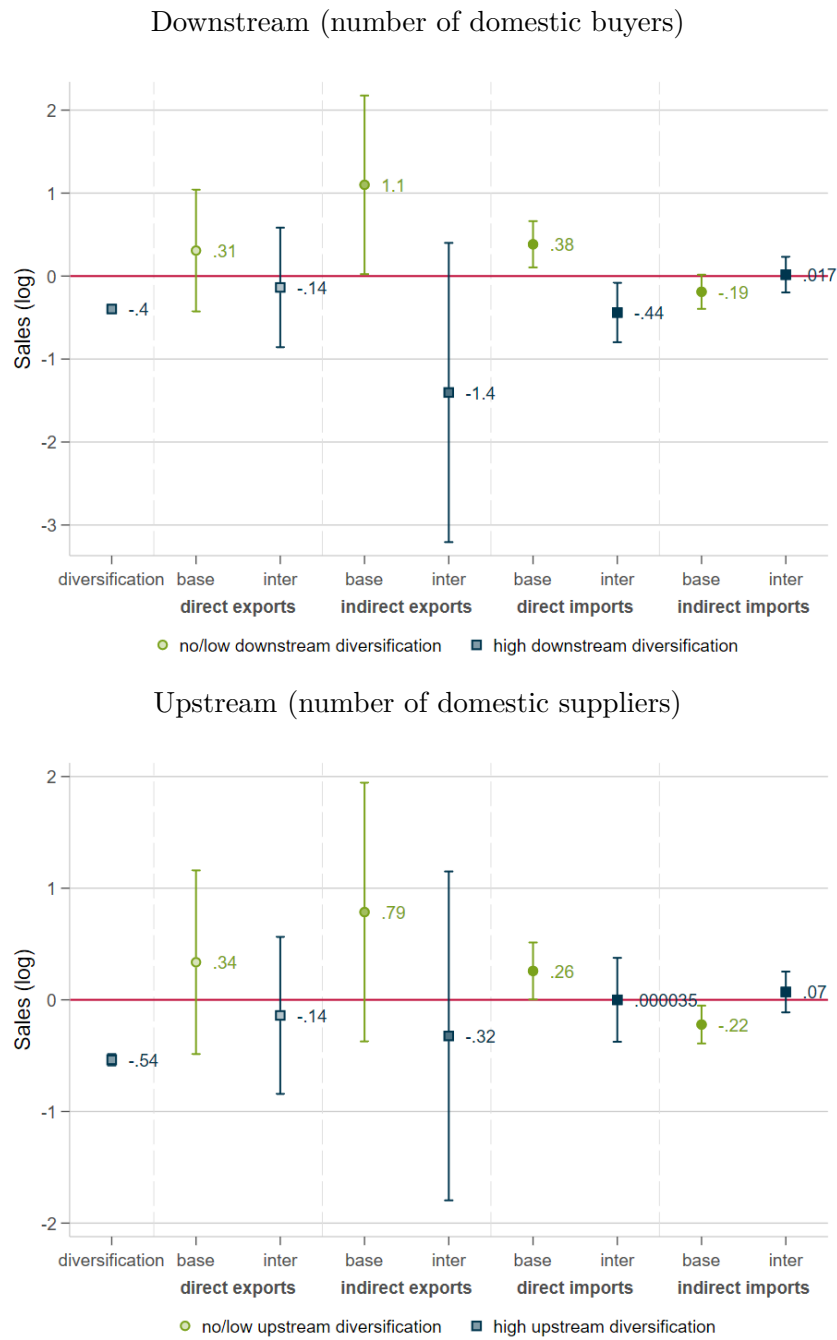 Downstream (number of domestic buyers)
2
1
0
-1
-2
-3
Sales (log)
-.4
.31
-.14
1.1
-1.4
.38
-.44
-.19
.017
diversification base inter base inter base inter base inter
direct exports indirect exports direct imports indirect imports
no/low downstream diversification high downstream diversification
Upstream (number of domestic suppliers)
2
1
0
-1
-2
Sales (log)
-.54
.34
-.14
.79
-.32
.26
.000035
-.22
.07
diversification base inter base inter base inter base inter
direct exports indirect exports direct imports indirect imports
no/low upstream diversification high upstream diversification